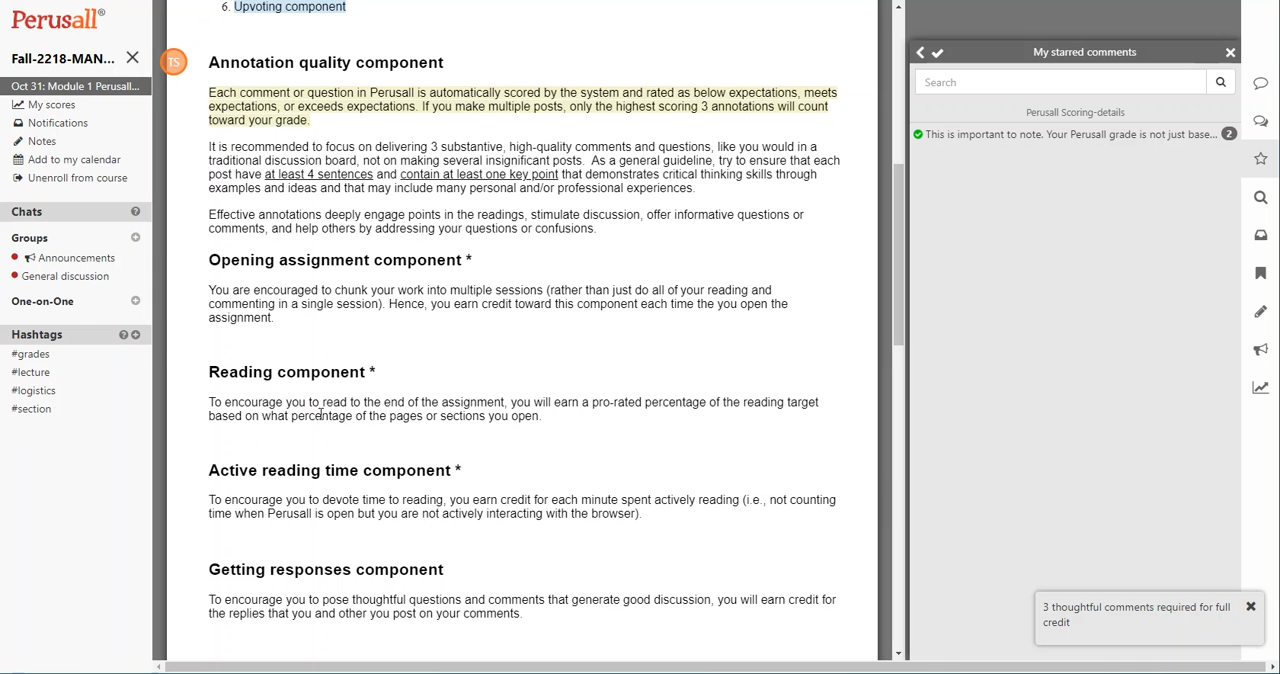 Perusall®
Fall-2218-MAN...
Oct 31: Module 1 Perusall...
My scores
Notifications
Notes
Add to my calendar
Unenroll from course
Chats
Groups
Announcements
General discussion
One-on-One
Hashtags
#grades
#lecture
#logistics
#section
6. Upvoting component
TS
Annotation quality component
Each comment or question in Perusall is automatically scored by the system and rated as below expectations, meets
expectations, or exceeds expectations. If you make multiple posts, only the highest scoring 3 annotations will count
toward your grade.
It is recommended to focus on delivering 3 substantive, high-quality comments and questions, like you would in a
traditional discussion board, not on making several insignificant posts. As a general guideline, try to ensure that each
post have at least 4 sentences and contain at least one key point that demonstrates critical thinking skills through
examples and ideas and that may include many personal and/or professional experiences.
Effective annotations deeply engage points in the readings, stimulate discussion, offer informative questions or
comments, and help others by addressing your questions or confusions.
Opening assignment component *
You are encouraged to chunk your work into multiple sessions (rather than just do all of your reading and
commenting in a single session). Hence, you earn credit toward this component each time the you open the
assignment.
Reading component *
To encourage you to read to the end of the assignment, you will earn a pro-rated percentage of the reading target
based on what percentage of the pages or sections you open.
Active reading time component *
To encourage you to devote time to reading, you earn credit for each minute spent actively reading (i.e., not counting
time when Perusall is open but you are not actively interacting with the browser).
Getting responses component
To encourage you to pose thoughtful questions and comments that generate good discussion, you will earn credit for
the replies that you and other you post on your comments.
My starred comments
Search
Perusall Scoring-details
This is important to note. Your Perusall grade is not just base... 2
3 thoughtful comments required for full
credit